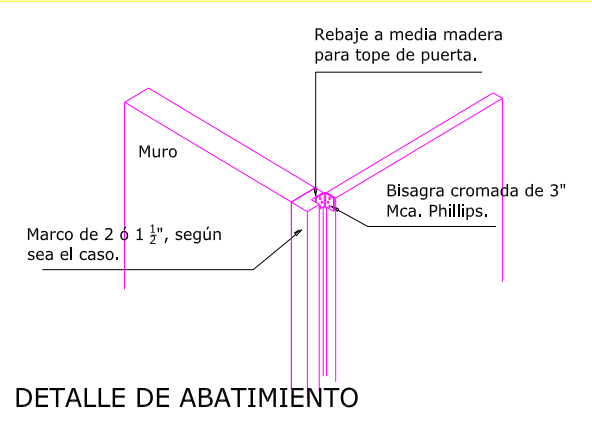 Rebaje a media madera
para tope de puerta.
Muro
Bisagra cromada de 3"
Mca. Phillips.
Marco de 2 ó 1 1/2", según
sea el caso.
DETALLE DE ABATIMIENTO